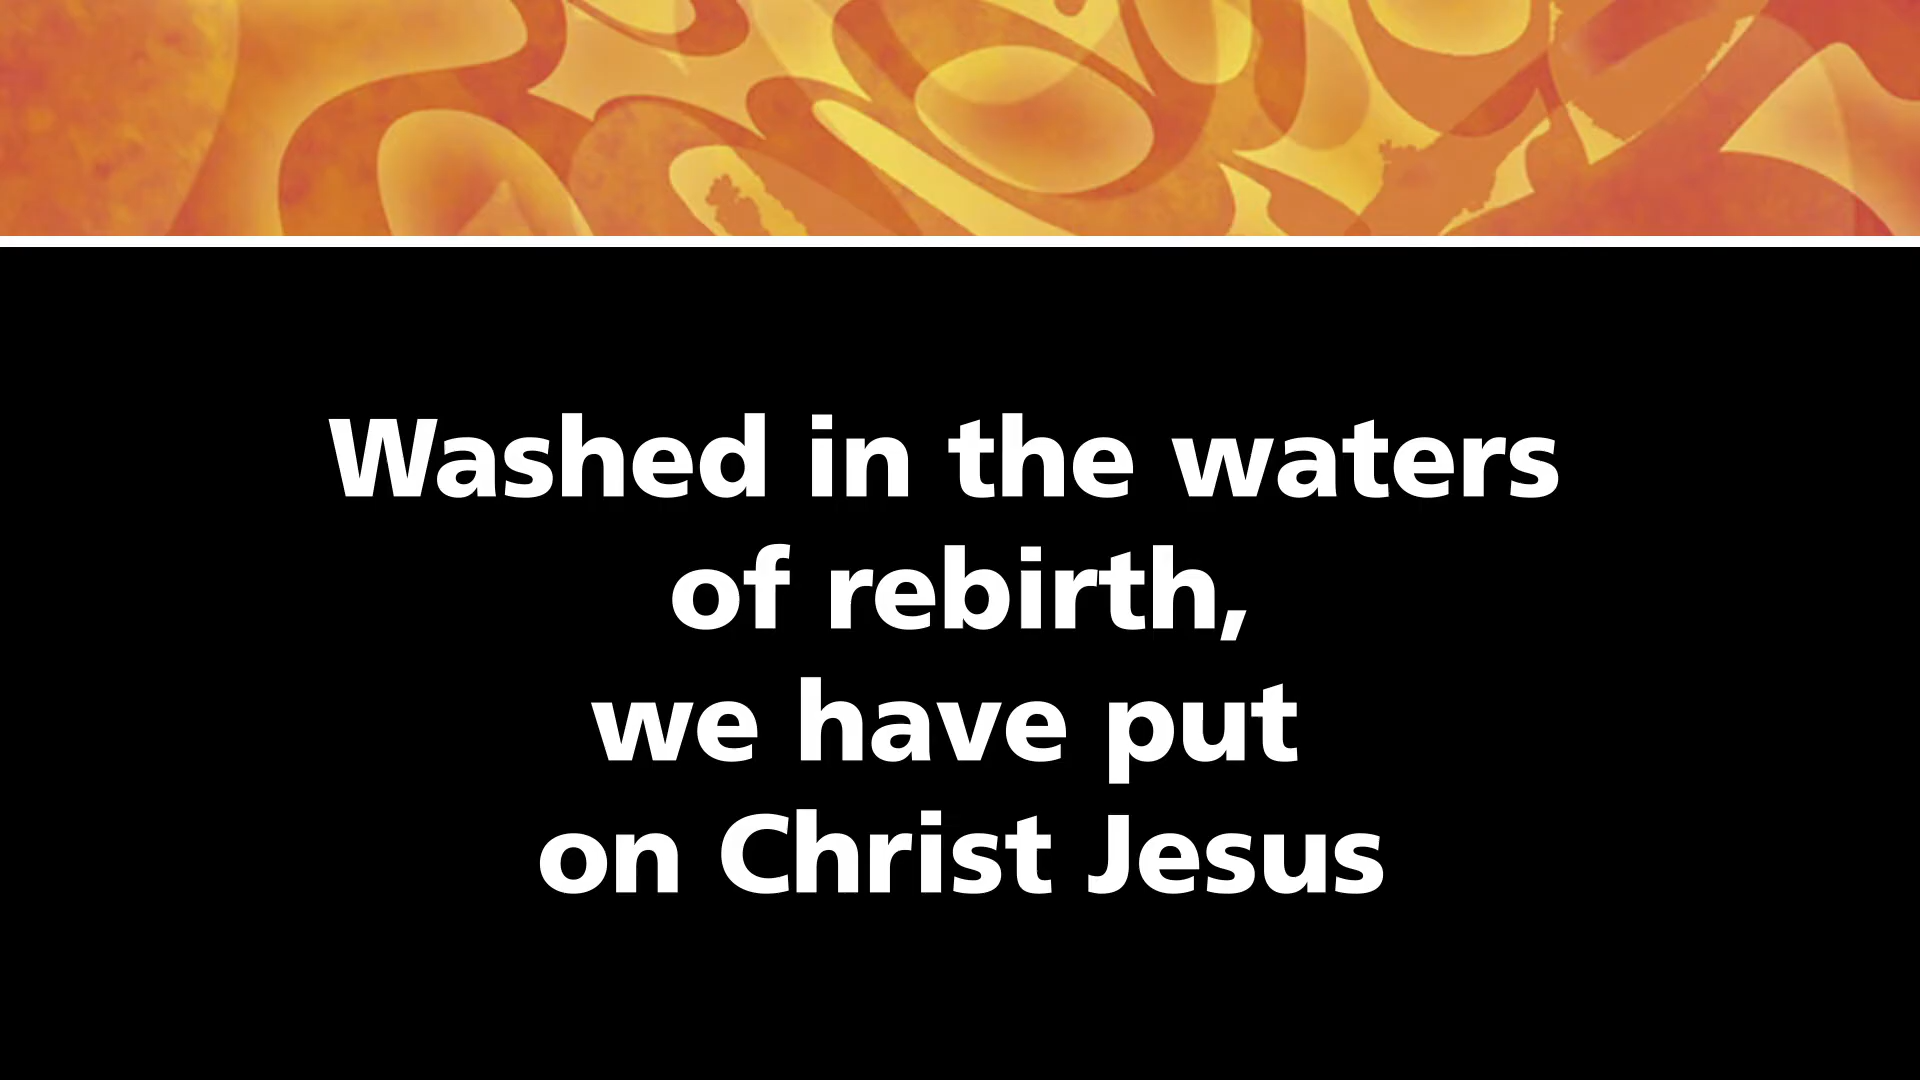 Washed in the waters
of rebirth,
we have put
on Christ Jesus